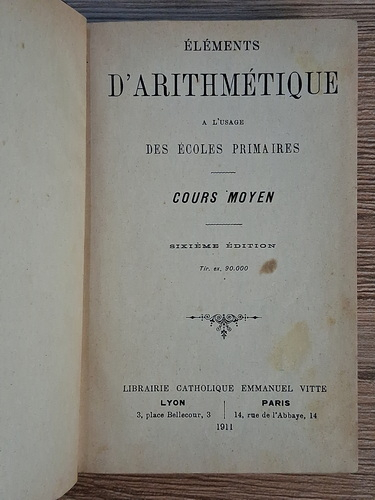 ÉLÉMENTS
D'ARITHMÉTIQUE
A L'USAGE
DES ÉCOLES PRIMAIRES
COURS MOYEN
SIXIÈME ÉDITION
Tir. ex. 90.000
LIBRAIRIE CATHOLIQUE EMMANUEL VITTE
LYON
3, place Bellecour, 3
PARIS
14, rue de l'Abbaye, 14
1911